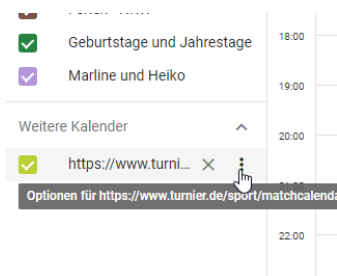 18:00
Geburtstage und Jahrestage
Marline und Heiko
19:00
Weitere Kalender
20:00
https://www.turni...
Optionen für https://www.turnier.de/sport/matchcalenda
22:00